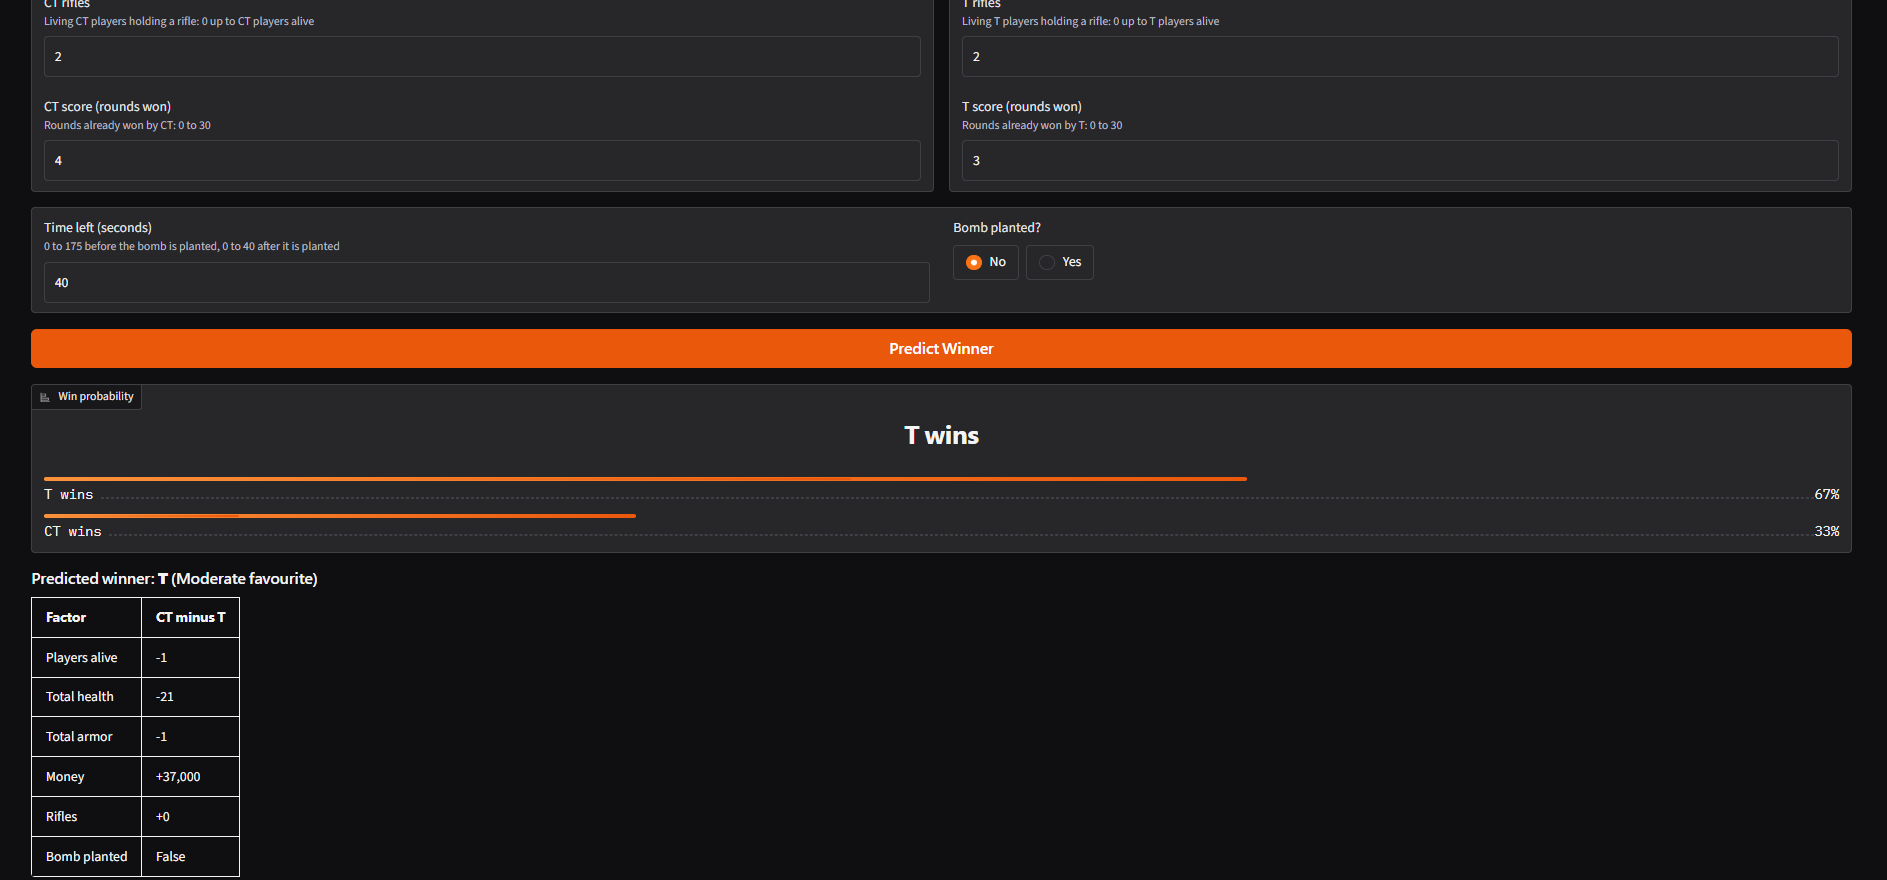 CT rifles
Living CT players holding a rifle: 0 up to CT players alive
2
CT score (rounds won)
Rounds already won by CT: 0 to 30
4
T rifles
Living T players holding a rifle: 0 up to T players alive
2
T score (rounds won)
Rounds already won by T: 0 to 30
3
Time left (seconds)
0 to 175 before the bomb is planted, 0 to 40 after it is planted
40
Bomb planted?
No Yes
Predict Winner
Win probability
T wins
T wins 67%
CT wins 33%
Predicted winner: T (Moderate favourite)
Factor CT minus T
Players alive -1
Total health -21
Total armor -1
Money +37,000
Rifles +0
Bomb planted False